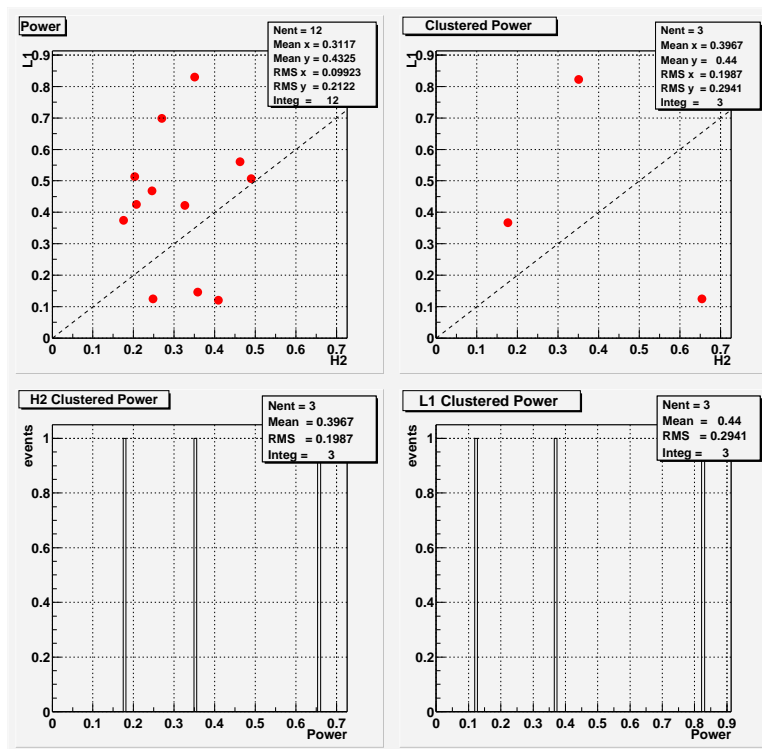 Power
Nent = 12
Mean x = 0.3117
Mean y = 0.4325
RMS x = 0.09923
RMS y = 0.2122
Integ = 12
L1
0.9
0.8
0.7
0.6
0.5
0.4
0.3
0.2
0.1
0
0 0.1 0.2 0.3 0.4 0.5 0.6 0.7
H2
Clustered Power
Nent = 3
Mean x = 0.3967
Mean y = 0.44
RMS x = 0.1987
RMS y = 0.2941
Integ = 3
L1
0.9
0.8
0.7
0.6
0.5
0.4
0.3
0.2
0.1
0
0 0.1 0.2 0.3 0.4 0.5 0.6 0.7
H2
H2 Clustered Power
Nent = 3
Mean = 0.3967
RMS = 0.1987
Integ = 3
events
1
0.8
0.6
0.4
0.2
0
0 0.1 0.2 0.3 0.4 0.5 0.6 0.7
Power
L1 Clustered Power
Nent = 3
Mean = 0.44
RMS = 0.2941
Integ = 3
events
1
0.8
0.6
0.4
0.2
0
0 0.1 0.2 0.3 0.4 0.5 0.6 0.7 0.8 0.9
Power